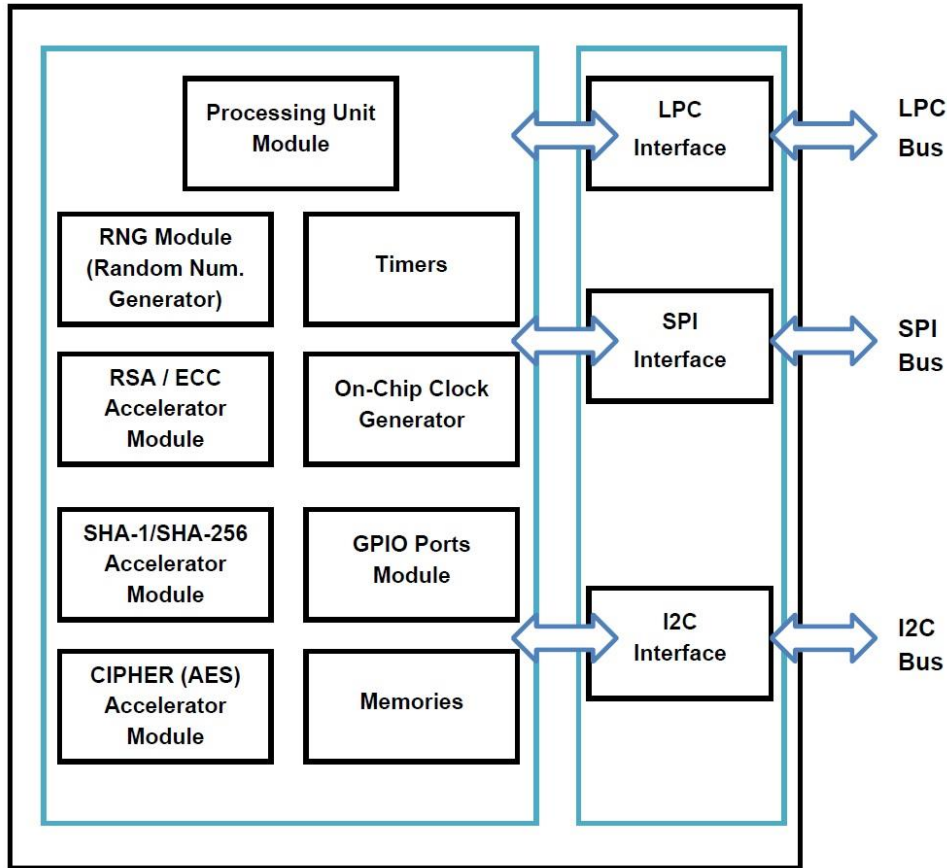 Processing Unit
Module
RNG Module
(Random Num.
Generator)
Timers
RSA / ECC
Accelerator
Module
On-Chip Clock
Generator
SHA-1/SHA-256
Accelerator
Module
GPIO Ports
Module
CIPHER (AES)
Accelerator
Module
Memories
LPC
Interface
LPC
Bus
SPI
Interface
SPI
Bus
I2C
Interface
I2C
Bus